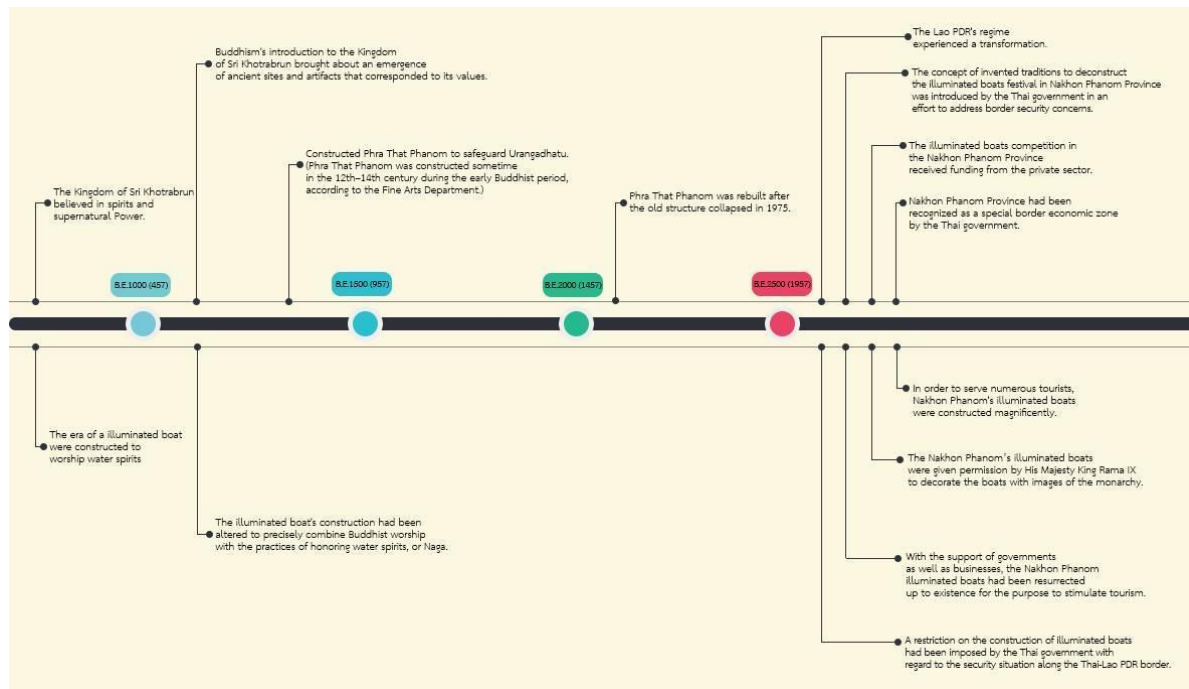 The Lao PDR's regime
experienced a transformation.
Buddhism's introduction to the Kingdom
of Sri Khotrabrun brought about an emergence
of ancient sites and artifacts that corresponded to its values.
The concept of invented traditions to deconstruct
the illuminated boats festival in Nakhon Phanom Province
was introduced by the Thai government in an
effort to address border security concerns.
Constructed Phra That Phanom to safeguard Urangadhatu.
(Phra That Phanom was constructed sometime
in the 12th–14th century during the early Buddhist period,
according to the Fine Arts Department.)
The illuminated boats competition in
the Nakhon Phanom Province
received funding from the private sector.
The Kingdom of Sri Khotrabrun
believed in spirits and
supernatural Power.
Phra That Phanom was rebuilt after
the old structure collapsed in 1975.
Nakhon Phanom Province had been
recognized as a special border economic zone
by the Thai government.
B.E.1000 (457)
B.E.1500 (957)
B.E.2000 (1457)
B.E.2500 (1957)
In order to serve numerous tourists,
Nakhon Phanom's illuminated boats
were constructed magnificently.
The era of a illuminated boat
were constructed to
worship water spirits
The Nakhon Phanom's illuminated boats
were given permission by His Majesty King Rama IX
to decorate the boats with images of the monarchy.
The illuminated boat's construction had been
altered to precisely combine Buddhist worship
with the practices of honoring water spirits, or Naga.
With the support of governments
as well as businesses, the Nakhon Phanom
illuminated boats had been resurrected
up to existence for the purpose to stimulate tourism.
A restriction on the construction of illuminated boats
had been imposed by the Thai government with
regard to the security situation along the Thai-Lao PDR border.